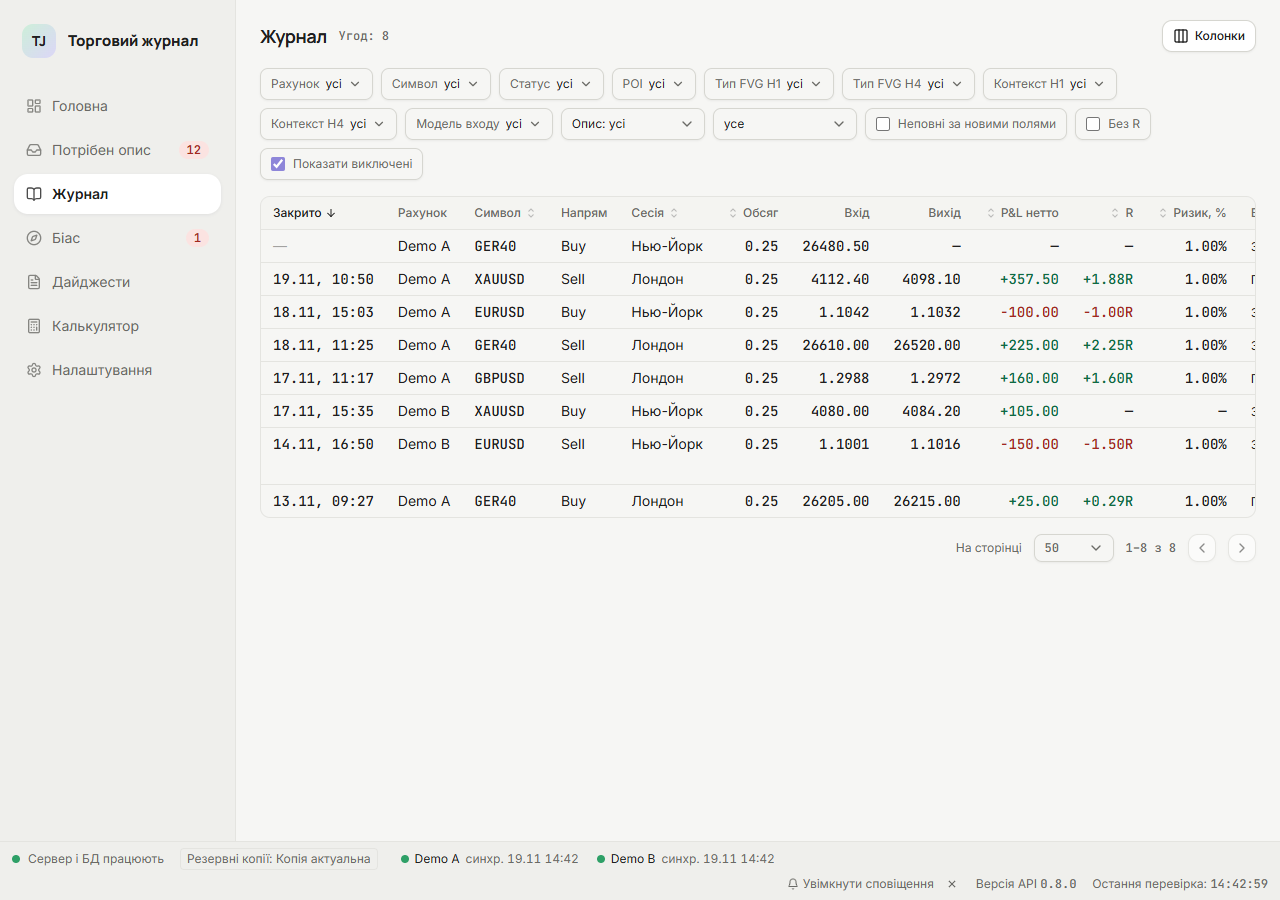 TJ Торговий журнал
Головна
Потрібен опис 12
Журнал
Біас 1
Дайджести
Калькулятор
Налаштування
Журнал Угод: 8
Колонки
Рахунок усі Символ усі Статус усі POI усі Тип FVG H1 усі Тип FVG H4 усі Контекст H1 усі
Контекст H4 усі Модель входу усі Опис: усі усе Неповні за новими полями Без R
Показати виключені
Закрито Рахунок Символ Напрям Сесія Обсяг Вхід Вихід P&L нетто R Ризик, %
— Demo A GER40 Buy Нью-Йорк 0.25 26480.50 — — — 1.00%
19.11, 10:50 Demo A XAUUSD Sell Лондон 0.25 4112.40 4098.10 +357.50 +1.88R 1.00%
18.11, 15:03 Demo A EURUSD Buy Нью-Йорк 0.25 1.1042 1.1032 -100.00 -1.00R 1.00%
18.11, 11:25 Demo A GER40 Sell Лондон 0.25 26610.00 26520.00 +225.00 +2.25R 1.00%
17.11, 11:17 Demo A GBPUSD Sell Лондон 0.25 1.2988 1.2972 +160.00 +1.60R 1.00%
17.11, 15:35 Demo B XAUUSD Buy Нью-Йорк 0.25 4080.00 4084.20 +105.00 — —
14.11, 16:50 Demo B EURUSD Sell Нью-Йорк 0.25 1.1001 1.1016 -150.00 -1.50R 1.00%
13.11, 09:27 Demo A GER40 Buy Лондон 0.25 26205.00 26215.00 +25.00 +0.29R 1.00%
На сторінці 50 1–8 з 8
Сервер і БД працюють Резервні копії: Копія актуальна Demo A синхр. 19.11 14:42 Demo B синхр. 19.11 14:42
Увімкнути сповіщення × Версія API 0.8.0 Остання перевірка: 14:42:59